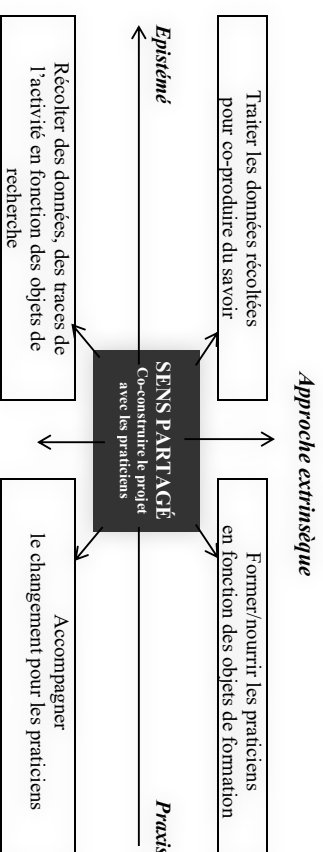 Approche extrinsèque
Traiter les données récoltées
pour co-produire du savoir
Former/nourrir les praticiens
en fonction des objets de formation
Epistémé
SENS PARTAGÉ
Co-construire le projet
avec les praticiens
Praxis
Récolter des données, des traces de
l'activité en fonction des objets de
recherche
Accompagner
le changement pour les praticiens